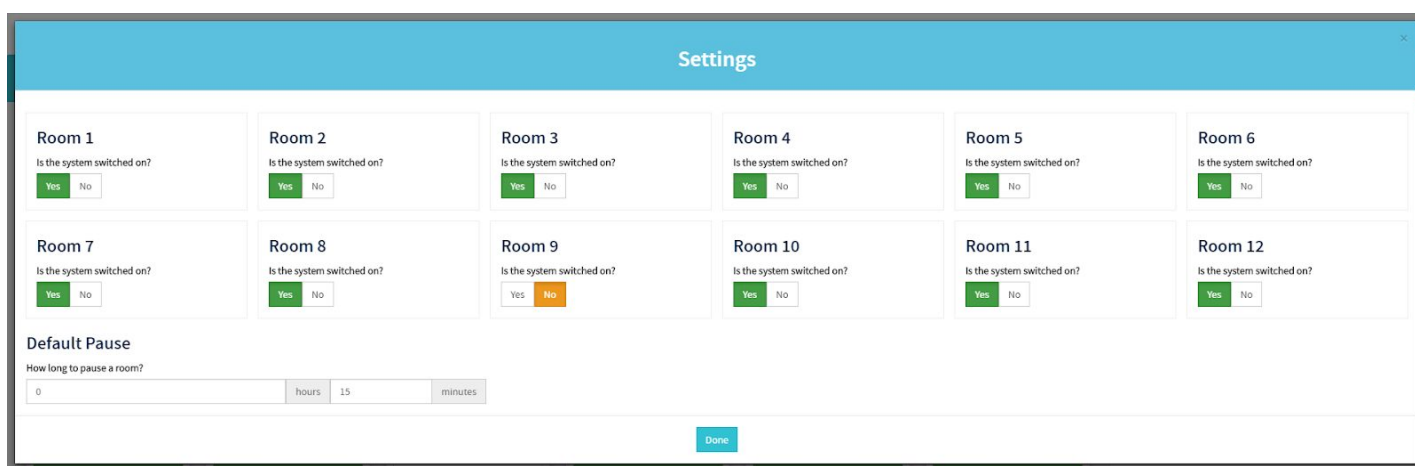 ×
Settings
Room 1 Room 2 Room 3 Room 4 Room 5 Room 6
Is the system switched on? Is the system switched on? Is the system switched on? Is the system switched on? Is the system switched on? Is the system switched on?
Yes No Yes No Yes No Yes No Yes No Yes No
Room 7 Room 8 Room 9 Room 10 Room 11 Room 12
Is the system switched on? Is the system switched on? Is the system switched on? Is the system switched on? Is the system switched on? Is the system switched on?
Yes No Yes No Yes No Yes No Yes No Yes No
Default Pause
How long to pause a room?
0 hours 15 minutes
Done